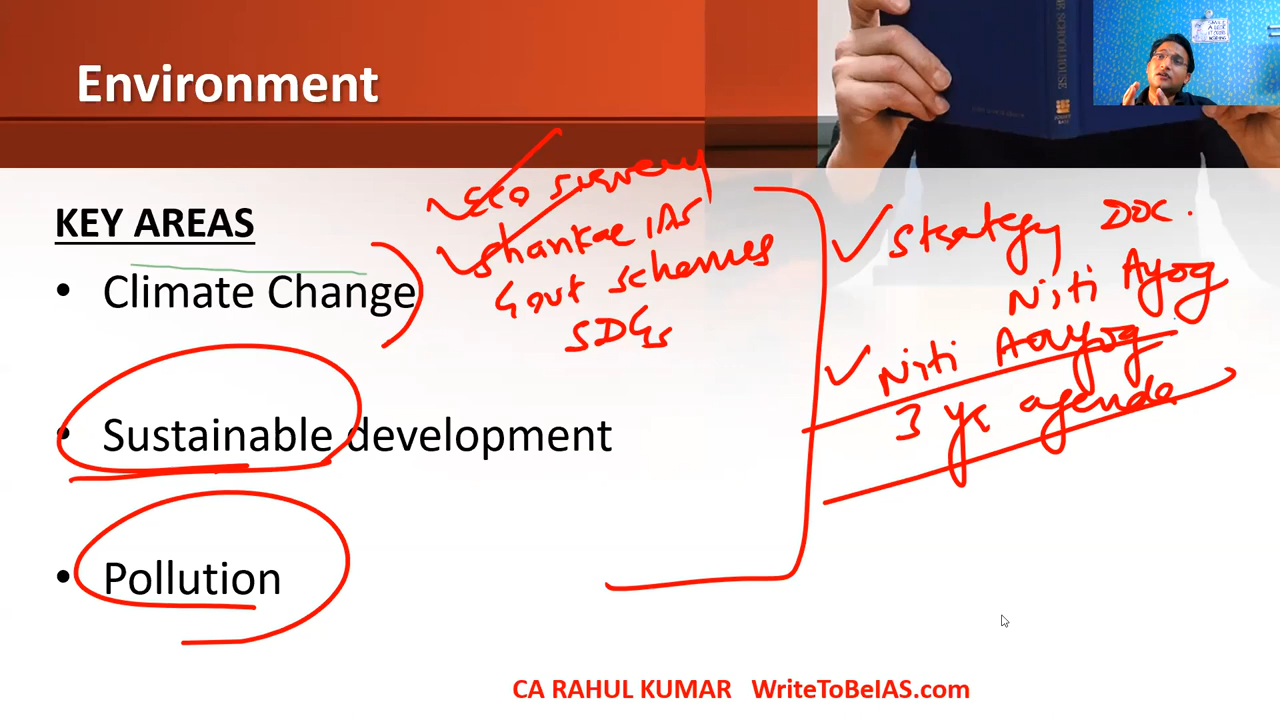 Environment
KEY AREAS
• Climate Change
• Sustainable development
• Pollution
Eco survey
Shankar IAS
Govt schemes
SDGs
Strategy Doc.
Niti Ayog
Niti Aayog
3 yr agenda
CA RAHUL KUMAR WriteToBeIAS.com